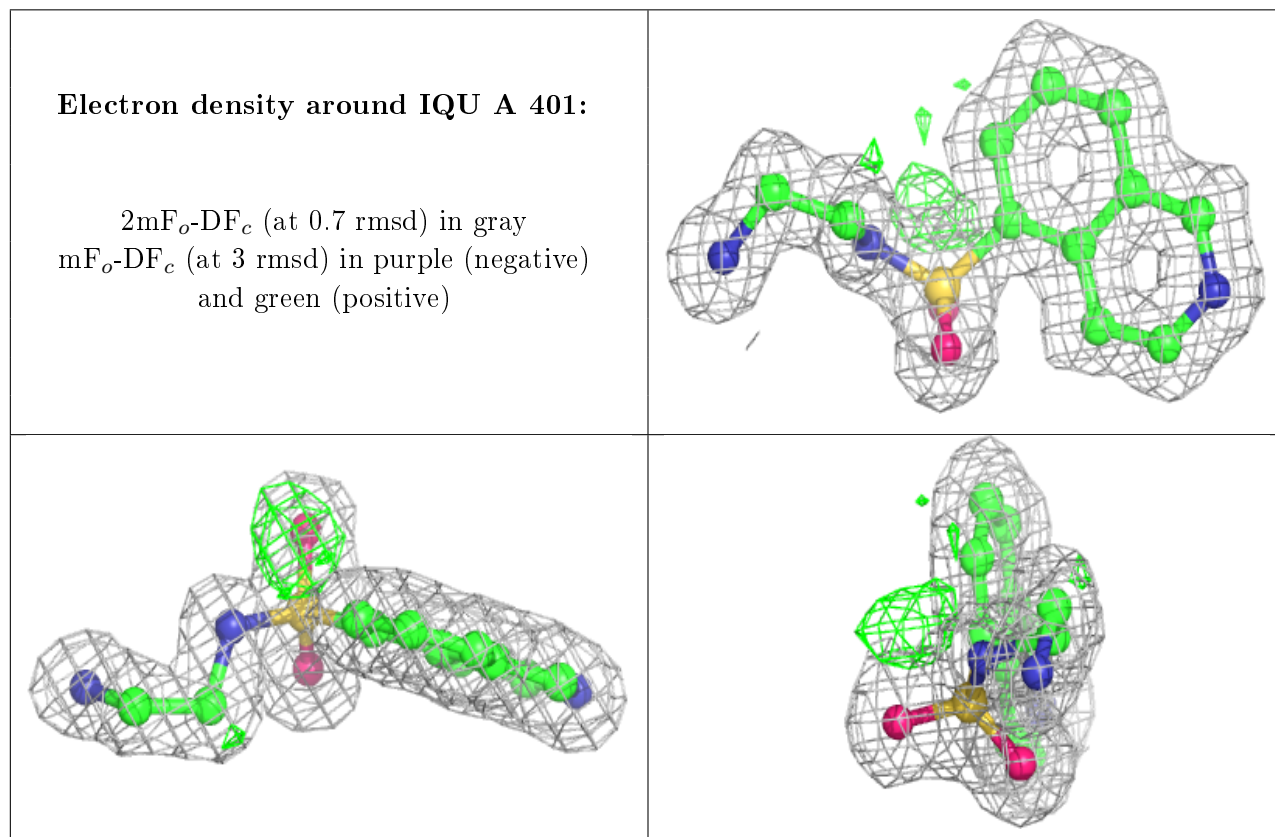 Electron density around IQU A 401:
2mFo-DFc (at 0.7 rmsd) in gray
mFo-DFc (at 3 rmsd) in purple (negative)
and green (positive)